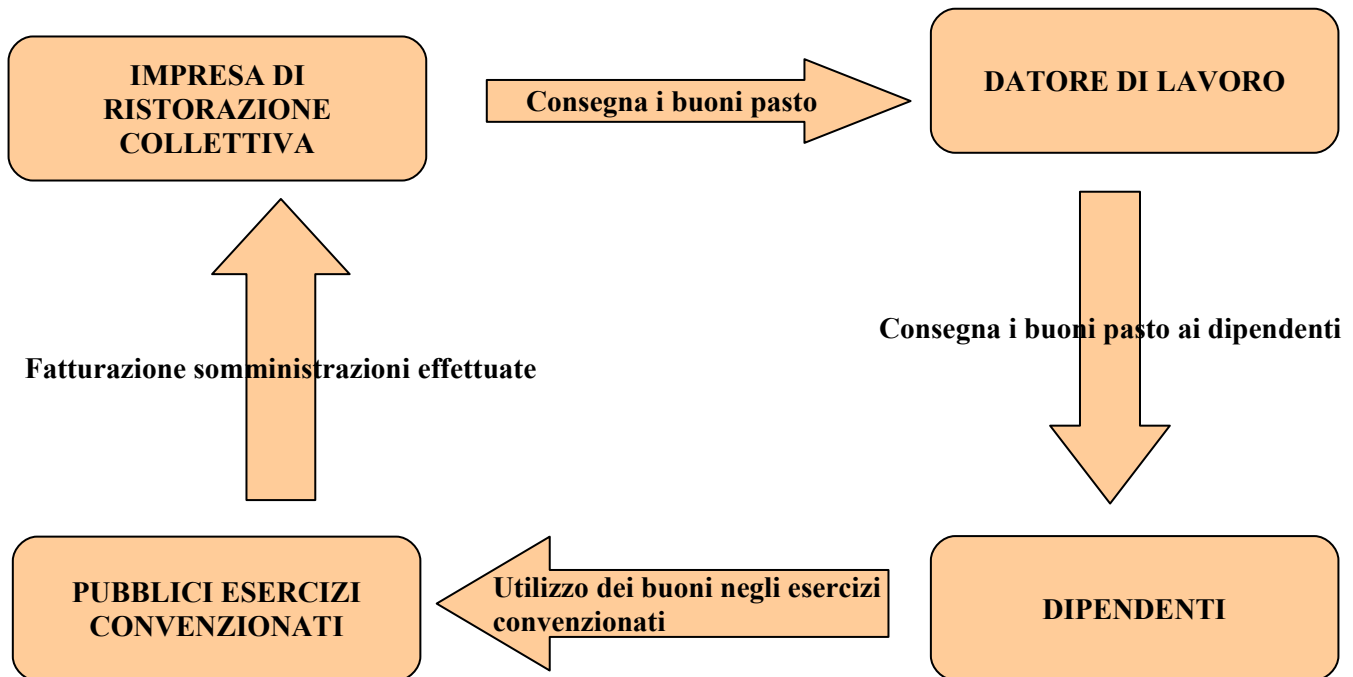 IMPRESA DI
RISTORAZIONE
COLLETTIVA
Consegna i buoni pasto
DATORE DI LAVORO
Consegna i buoni pasto ai dipendenti
Fatturazione somministrazioni effettuate
PUBBLICI ESERCIZI
CONVENZIONATI
Utilizzo dei buoni negli esercizi
convenzionati
DIPENDENTI